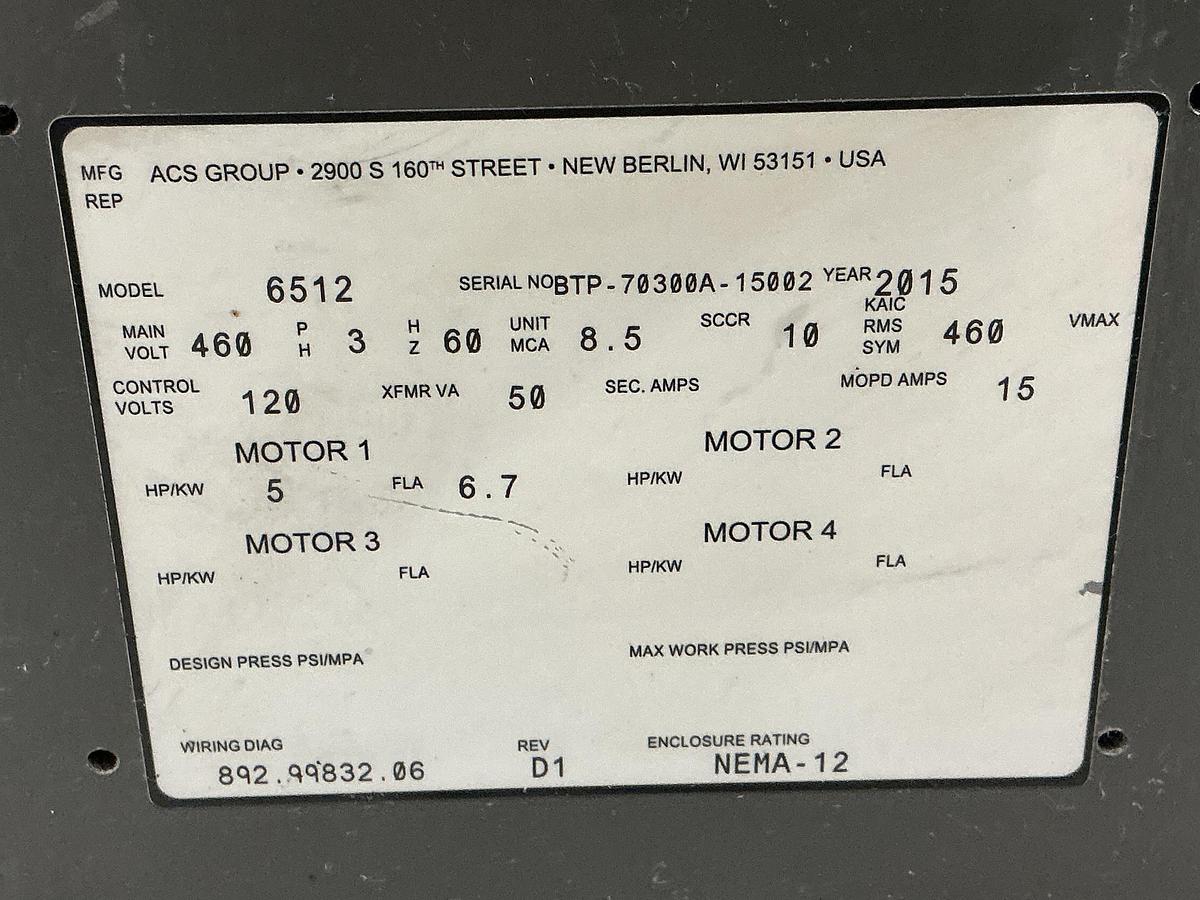 MFG ACS GROUP • 2900 S 160TH STREET • NEW BERLIN, WI 53151 • USA
REP
MODEL 6512 SERIAL NO BTP-70300A-15002 YEAR 2015
MAIN VOLT 460 PH 3 HZ 60 UNIT MCA 8.5 SCCR 10 KAIC RMS SYM 460 VMAX
CONTROL VOLTS 120 XFMR VA 50 SEC. AMPS MOPD AMPS 15
MOTOR 1 MOTOR 2
HP/KW 5 FLA 6.7 HP/KW FLA
MOTOR 3 MOTOR 4
HP/KW FLA HP/KW FLA
DESIGN PRESS PSI/MPA MAX WORK PRESS PSI/MPA
WIRING DIAG REV ENCLOSURE RATING
892.99832.06 D1 NEMA-12